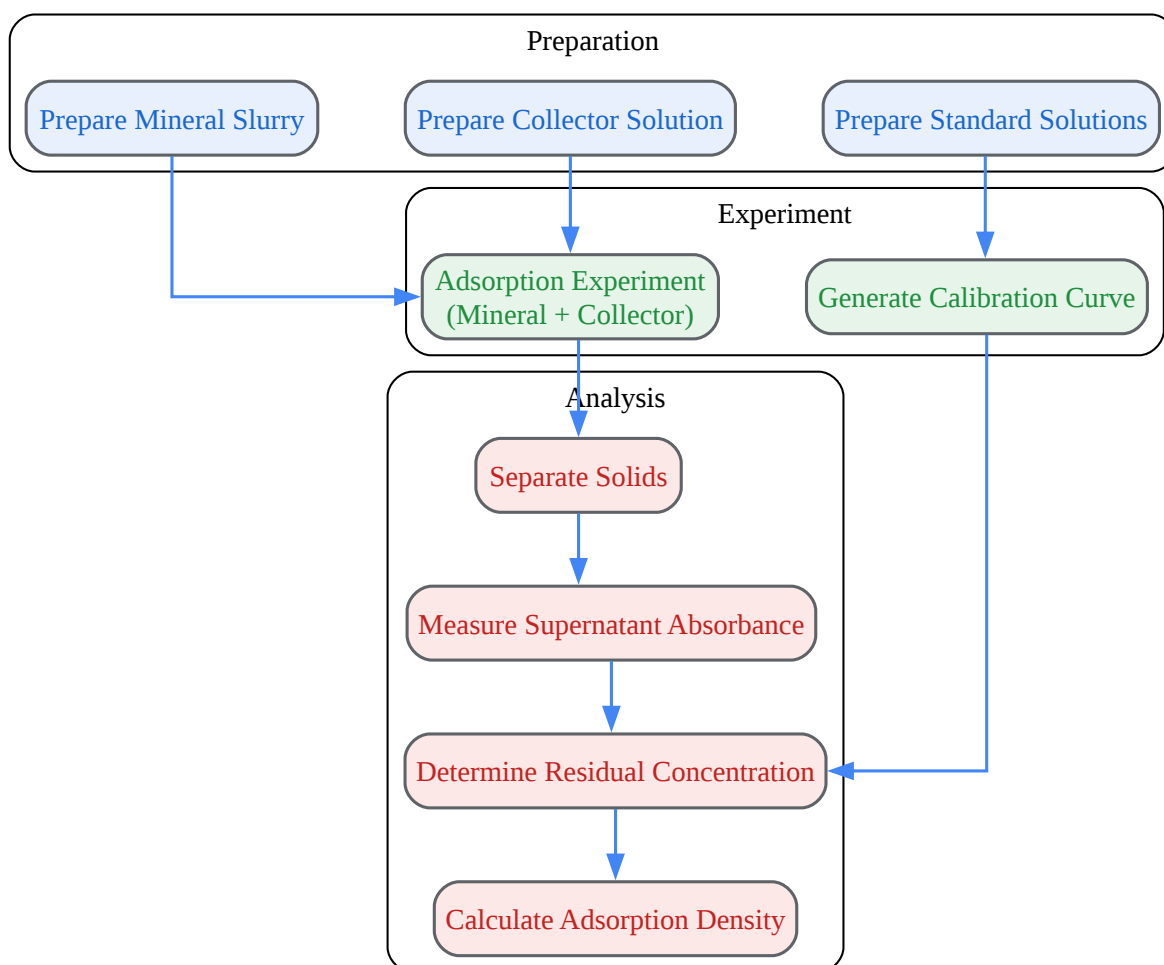 Preparation
Prepare Mineral Slurry
Prepare Collector Solution
Prepare Standard Solutions
Experiment
Adsorption Experiment
(Mineral + Collector)
Generate Calibration Curve
Analysis
Separate Solids
Measure Supernatant Absorbance
Determine Residual Concentration
Calculate Adsorption Density